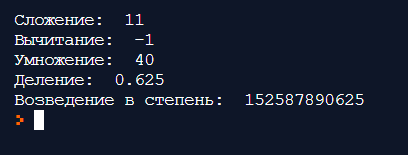 Сложение:  11
Вычитание:  -1
Умножение:  40
Деление:  0.625
Возведение в степень:  152587890625
>